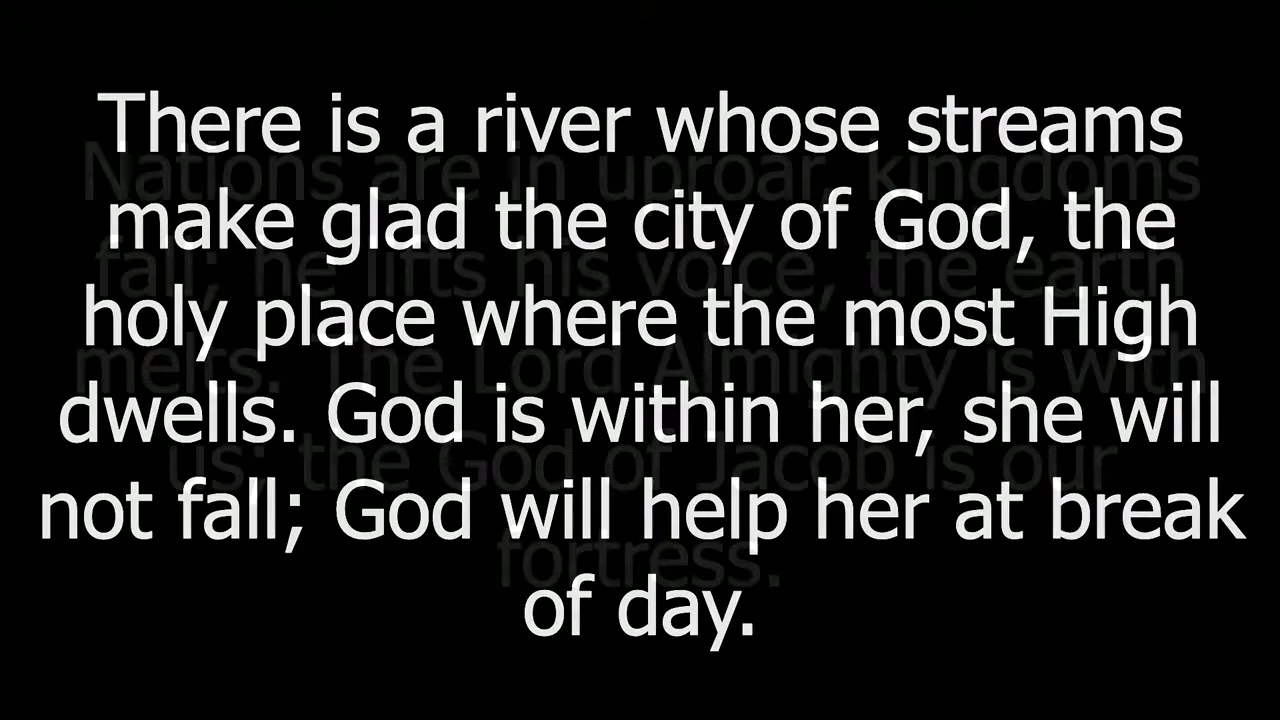 There is a river whose streams
make glad the city of God, the
holy place where the most High
dwells. God is within her, she will
not fall; God will help her at break
of day.
Nations are in uproar, kingdoms
fall; he lifts his voice, the earth
melts. The Lord Almighty is with
us; the God of Jacob is our
fortress.